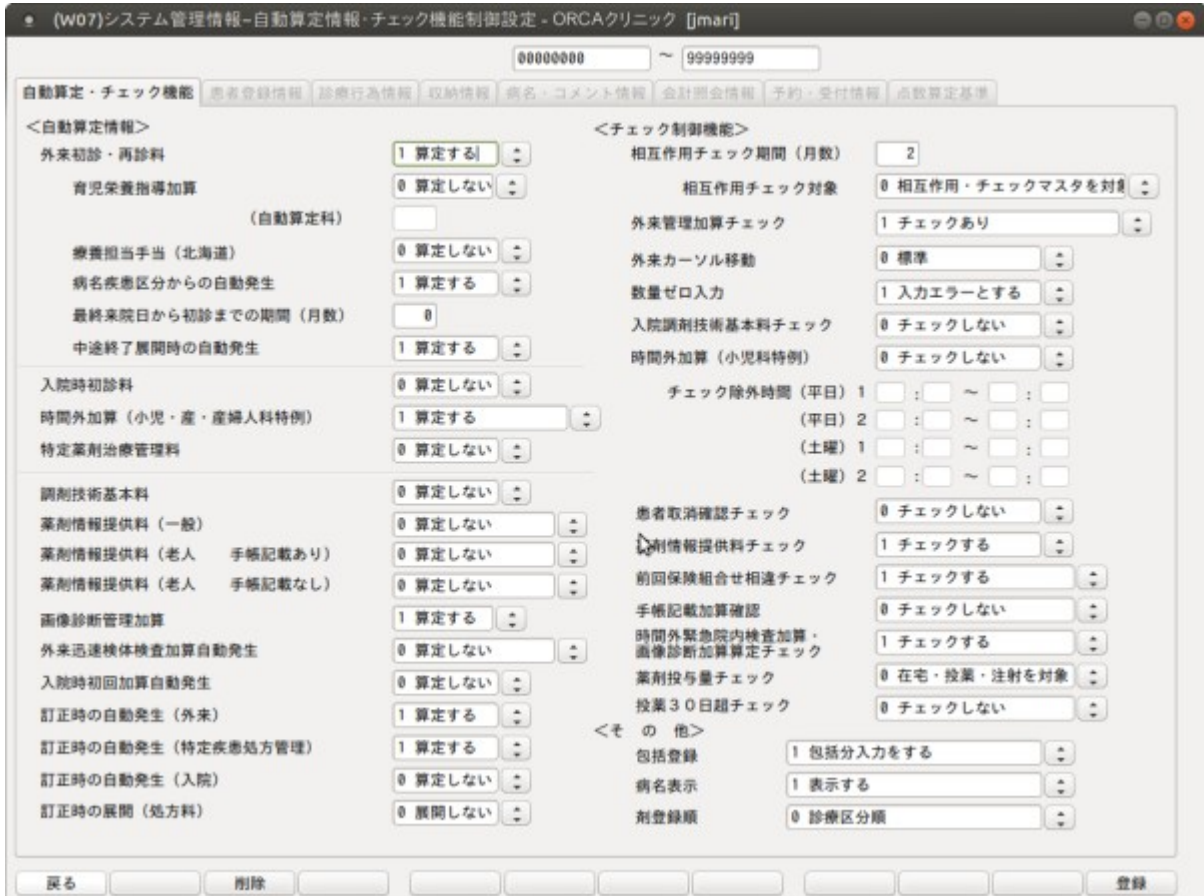 (W07)システム管理情報-自動算定情報･チェック機能制御設定 - ORCAクリニック [jmari]
00000000 ～ 99999999
自動算定・チェック機能 患者登録情報 診療行為情報 収納情報 病名・コメント情報 会計照会情報 予約・受付情報 点数算定基準
＜自動算定情報＞
外来初診・再診料 1 算定する
育児栄養指導加算 0 算定しない
（自動算定科）
療養担当手当（北海道） 0 算定しない
病名疾患区分からの自動発生 1 算定する
最終来院日から初診までの期間（月数） 0
中途終了展開時の自動発生 1 算定する
入院時初診料 0 算定しない
時間外加算（小児・産・産婦人科特例） 1 算定する
特定薬剤治療管理料 0 算定しない
調剤技術基本料 0 算定しない
薬剤情報提供料（一般） 0 算定しない
薬剤情報提供料（老人 手帳記載あり） 0 算定しない
薬剤情報提供料（老人 手帳記載なし） 0 算定しない
画像診断管理加算 1 算定する
外来迅速検体検査加算自動発生 0 算定しない
入院時初回加算自動発生 0 算定しない
訂正時の自動発生（外来） 1 算定する
訂正時の自動発生（特定疾患処方管理） 1 算定する
訂正時の自動発生（入院） 0 算定しない
訂正時の展開（処方料） 0 展開しない
＜チェック制御機能＞
相互作用チェック期間（月数） 2
相互作用チェック対象 0 相互作用・チェックマスタを対象
外来管理加算チェック 1 チェックあり
外来カーソル移動 0 標準
数量ゼロ入力 1 入力エラーとする
入院調剤技術基本料チェック 0 チェックしない
時間外加算（小児科特例） 0 チェックしない
チェック除外時間（平日）1 : ～ :
（平日）2 : ～ :
（土曜）1 : ～ :
（土曜）2 : ～ :
患者取消確認チェック 0 チェックしない
剤情報提供料チェック 1 チェックする
前回保険組合せ相違チェック 1 チェックする
手帳記載加算確認 0 チェックしない
時間外緊急院内検査加算・
画像診断加算算定チェック 1 チェックする
薬剤投与量チェック 0 在宅・投薬・注射を対象
投薬３０日超チェック 0 チェックしない
＜そ の 他＞
包括登録 1 包括分入力をする
病名表示 1 表示する
剤登録順 0 診療区分順
戻る 削除 登録